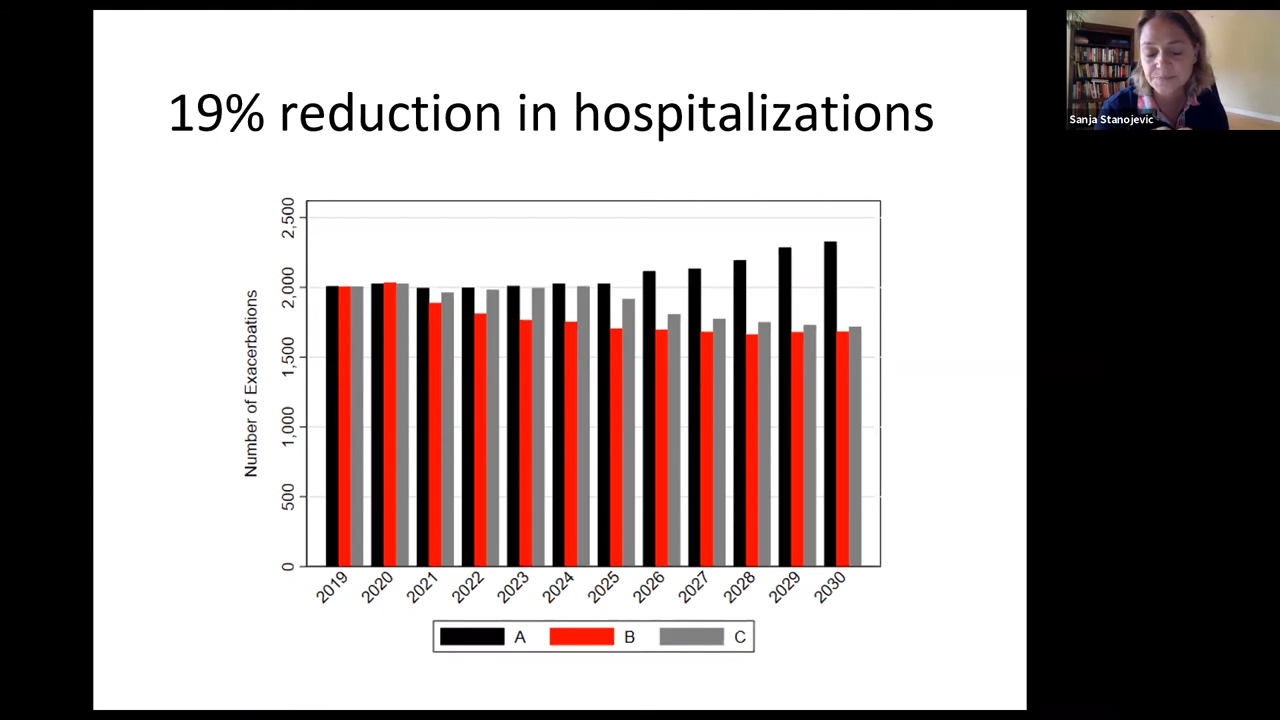 19% reduction in hospitalizations
Sanja Stanojevic
Number of Exacerbations
2,500
2,000
1,500
1,000
500
0
2019 2020 2021 2022 2023 2024 2025 2026 2027 2028 2029 2030
A B C